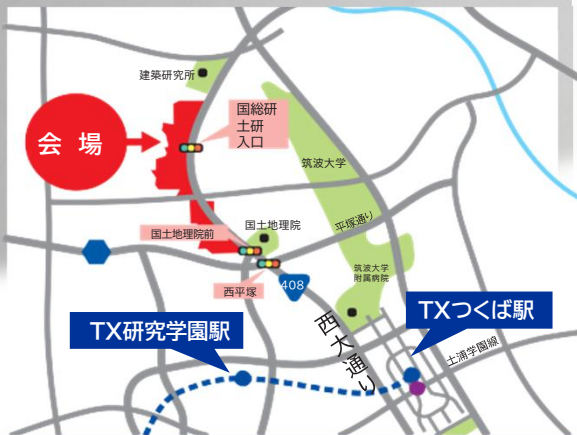 建築研究所
会 場
国総研
土研
入口
筑波大学
平塚通り
国土地理院前
国土地理院
西平塚
408
筑波大学
附属病院
TX研究学園駅
西大通り
TXつくば駅
土浦学園線